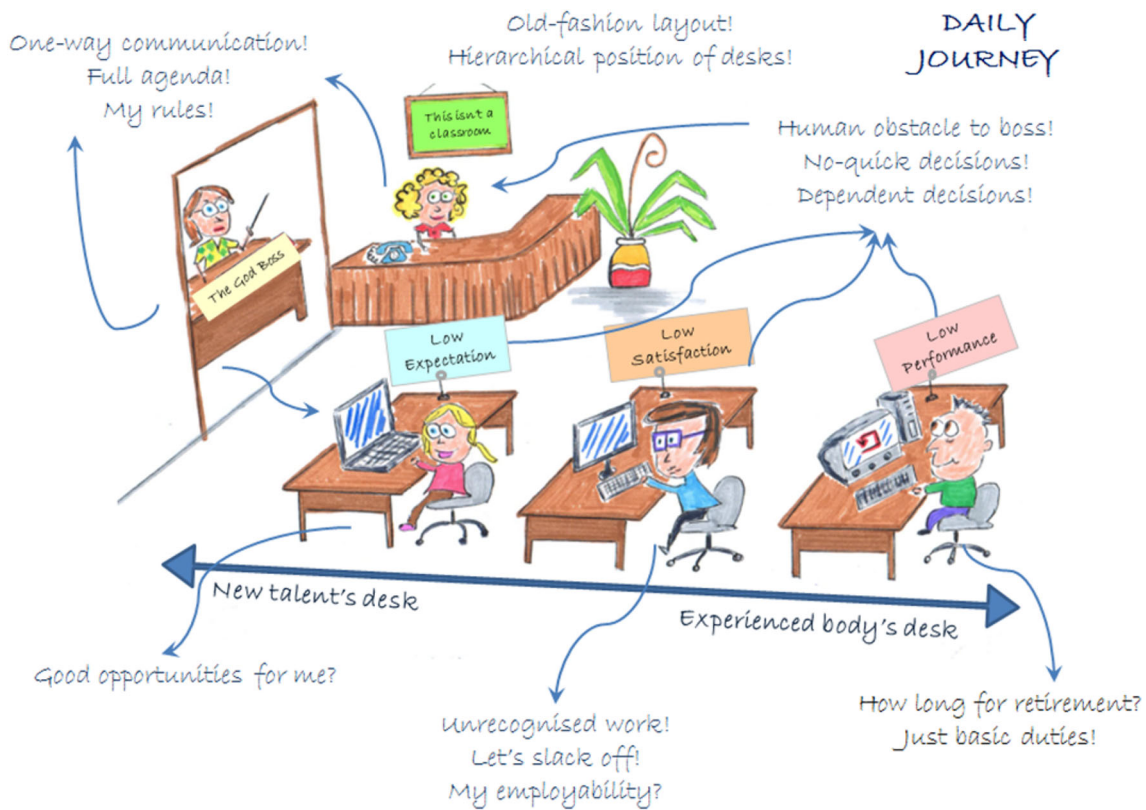 DAILY
JOURNEY
One-way communication!
Full agenda!
My rules!
Old-fashion layout!
Hierarchical position of desks!
This isn't a
classroom
Human obstacle to boss!
No-quick decisions!
Dependent decisions!
The God Boss
Low
Expectation
Low
Satisfaction
Low
Performance
New talent's desk
Experienced body's desk
Good opportunities for me?
Unrecognised work!
Let's slack off!
My employability?
How long for retirement?
Just basic duties!